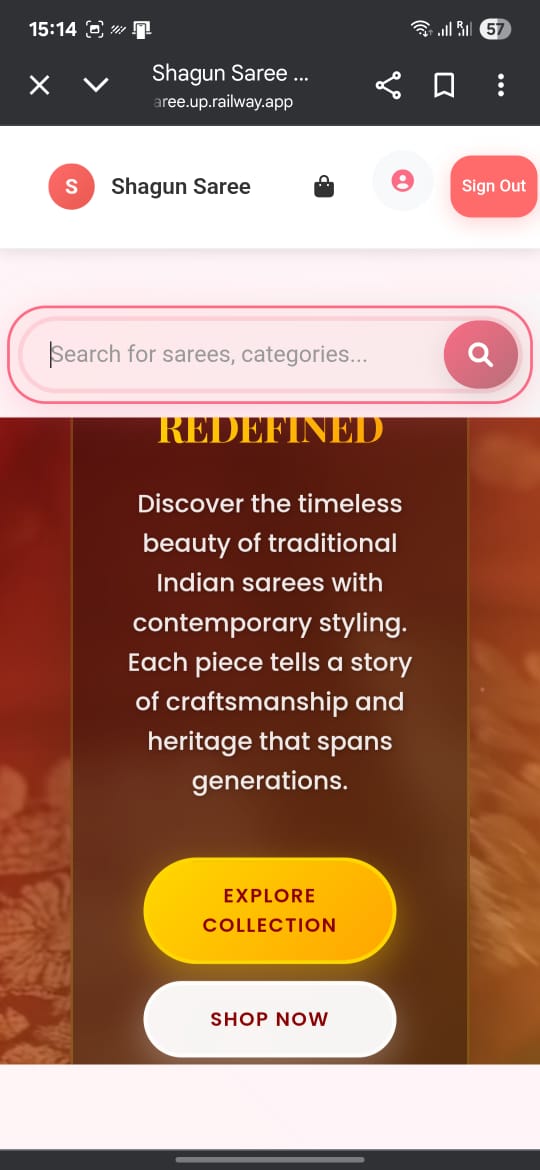 15:14
57
Shagun Saree ...
aree.up.railway.app
S
Shagun Saree
Sign Out
Search for sarees, categories...
REDEFINED
Discover the timeless
beauty of traditional
Indian sarees with
contemporary styling.
Each piece tells a story
of craftsmanship and
heritage that spans
generations.
EXPLORE
COLLECTION
SHOP NOW